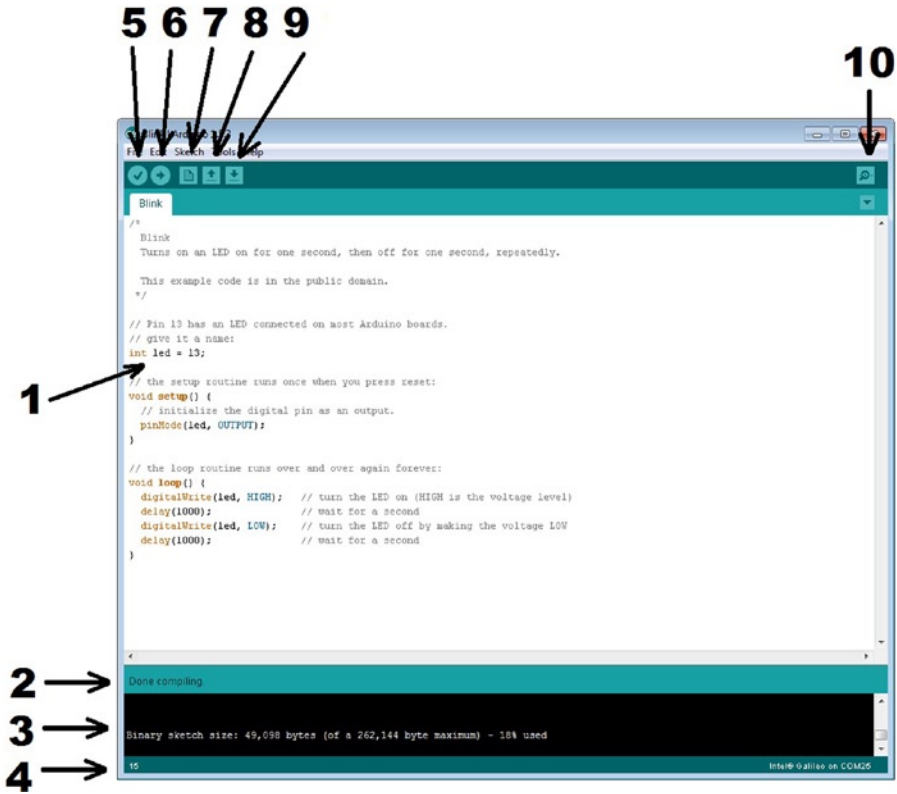 5 6 7 8 9
10
Blink
File Edit Sketch Tools Help
Blink
/*
Blink
Turns on an LED on for one second, then off for one second, repeatedly.
This example code is in the public domain.
*/
// Pin 13 has an LED connected on most Arduino boards.
// give it a name:
int led = 13;
1
// the setup routine runs once when you press reset:
void setup() {
// initialize the digital pin as an output.
pinMode(led, OUTPUT);
}
// the loop routine runs over and over again forever:
void loop() {
digitalWrite(led, HIGH); // turn the LED on (HIGH is the voltage level)
delay(1000); // wait for a second
digitalWrite(led, LOW); // turn the LED off by making the voltage LOW
delay(1000); // wait for a second
}
2
Done compiling.
3
Binary sketch size: 49,098 bytes (of a 262,144 byte maximum) - 18% used
4
15 Intel® Galileo on COM25